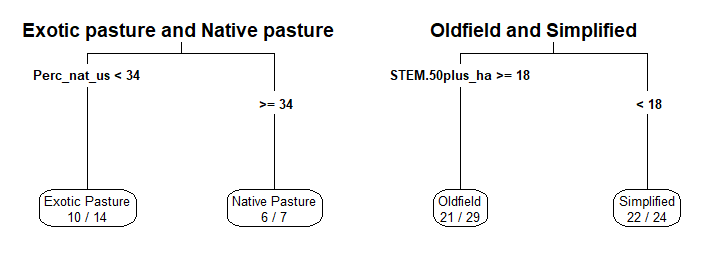 Exotic pasture and Native pasture
Perc_nat_us < 34
>= 34
Exotic Pasture
10 / 14
Native Pasture
6 / 7
Oldfield and Simplified
STEM.50plus_ha >= 18
< 18
Oldfield
21 / 29
Simplified
22 / 24